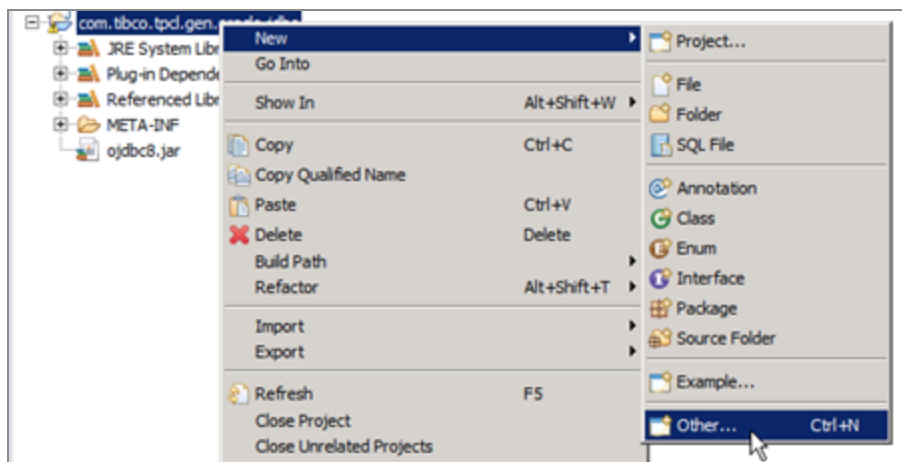 com.tibco.tpcl.gen.oracle.jdbc
JRE System Libr
Plug-in Depende
Referenced Libr
META-INF
ojdbc8.jar
New
Go Into
Show In Alt+Shift+W
Copy Ctrl+C
Copy Qualified Name
Paste Ctrl+V
Delete Delete
Build Path
Refactor Alt+Shift+T
Import
Export
Refresh F5
Close Project
Close Unrelated Projects
Project...
File
Folder
SQL File
Annotation
Class
Enum
Interface
Package
Source Folder
Example...
Other... Ctrl+N